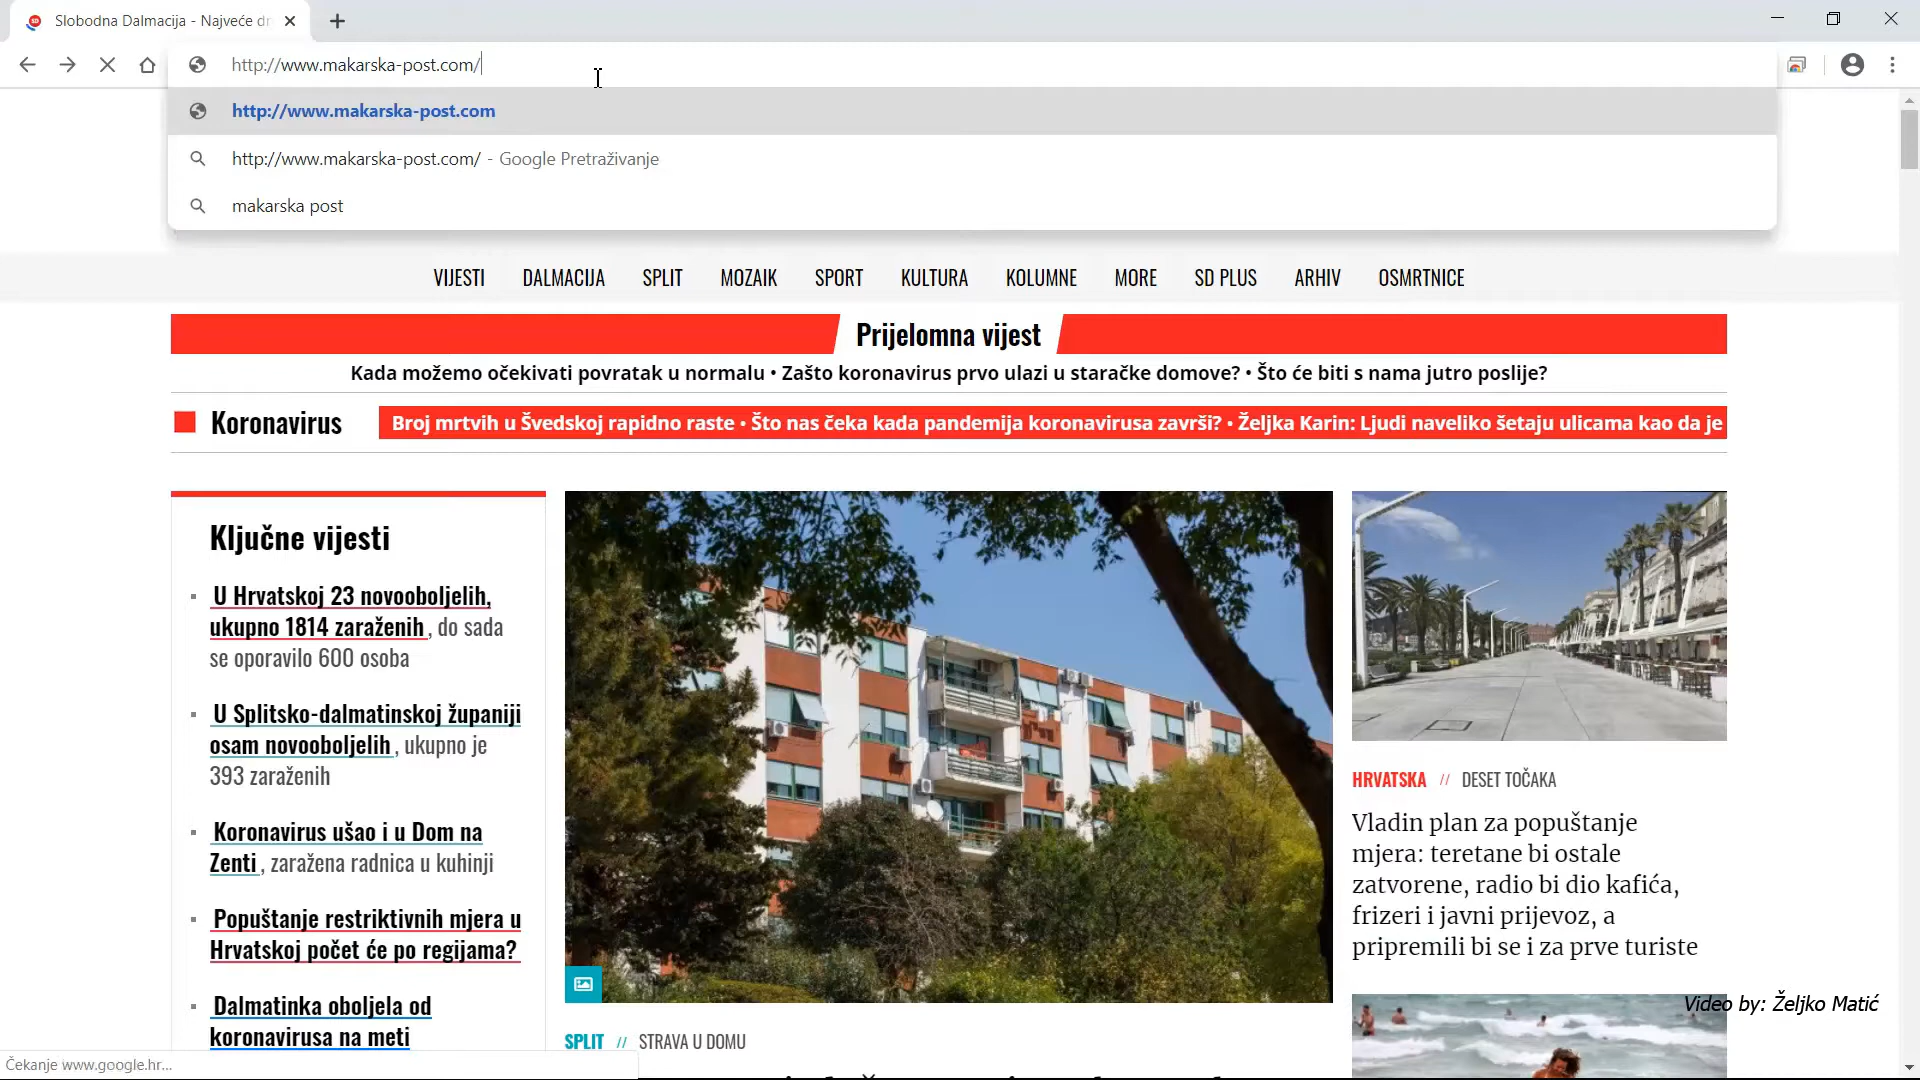 Slobodna Dalmacija - Najveće d
http://www.makarska-post.com/
http://www.makarska-post.com
http://www.makarska-post.com/ - Google Pretraživanje
makarska post
VIJESTI DALMACIJA SPLIT MOZAIK SPORT KULTURA KOLUMNE MORE SD PLUS ARHIV OSMRTNICE
Prijelomna vijest
Kada možemo očekivati povratak u normalu • Zašto koronavirus prvo ulazi u staračke domove? • Što će biti s nama jutro poslije?
Koronavirus
Broj mrtvih u Švedskoj rapidno raste • Što nas čeka kada pandemija koronavirusa završi? • Željka Karin: Ljudi naveliko šetaju ulicama kao da je
Ključne vijesti
U Hrvatskoj 23 novooboljelih,
ukupno 1814 zaraženih , do sada
se oporavilo 600 osoba
U Splitsko-dalmatinskoj županiji
osam novooboljelih , ukupno je
393 zaraženih
Koronavirus ušao i u Dom na
Zenti , zaražena radnica u kuhinji
Popuštanje restriktivnih mjera u
Hrvatskoj počet će po regijama?
Dalmatinka oboljela od
koronavirusa na meti
SPLIT // STRAVA U DOMU
HRVATSKA // DESET TOČAKA
Vladin plan za popuštanje
mjera: teretane bi ostale
zatvorene, radio bi dio kafića,
frizeri i javni prijevoz, a
pripremili bi se i za prve turiste
Video by: Željko Matić
Čekanje www.google.hr...